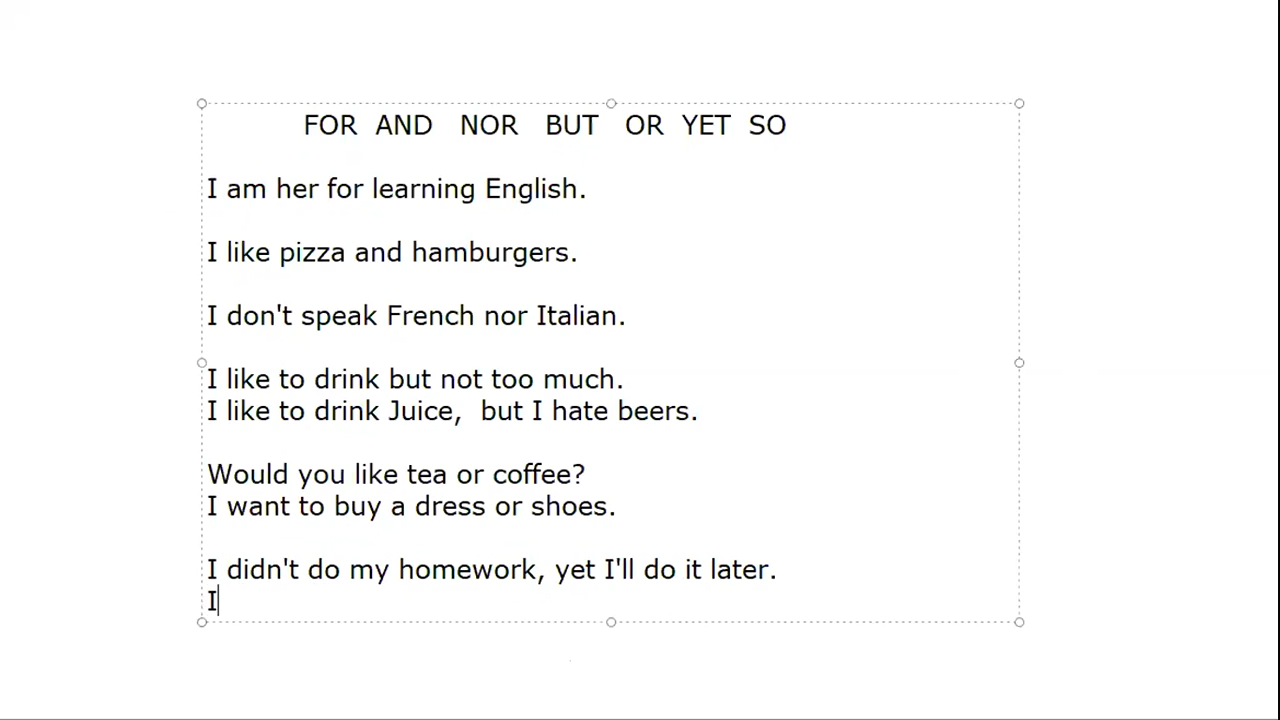 FOR AND NOR BUT OR YET SO
I am her for learning English.
I like pizza and hamburgers.
I don't speak French nor Italian.
I like to drink but not too much.
I like to drink Juice, but I hate beers.
Would you like tea or coffee?
I want to buy a dress or shoes.
I didn't do my homework, yet I'll do it later.
I